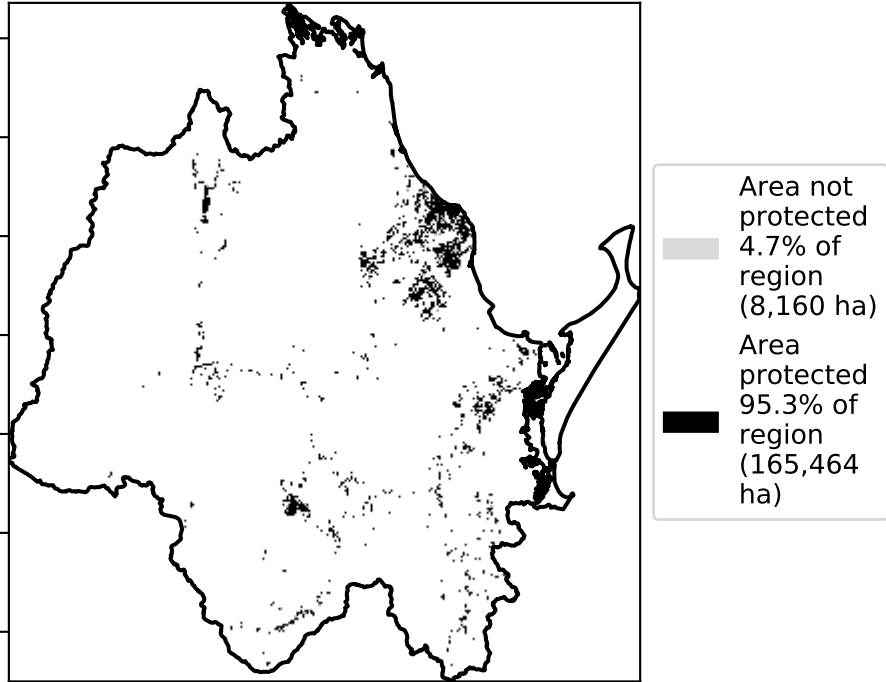 Area not
protected
4.7% of
region
(8,160 ha)
Area
protected
95.3% of
region
(165,464
ha)